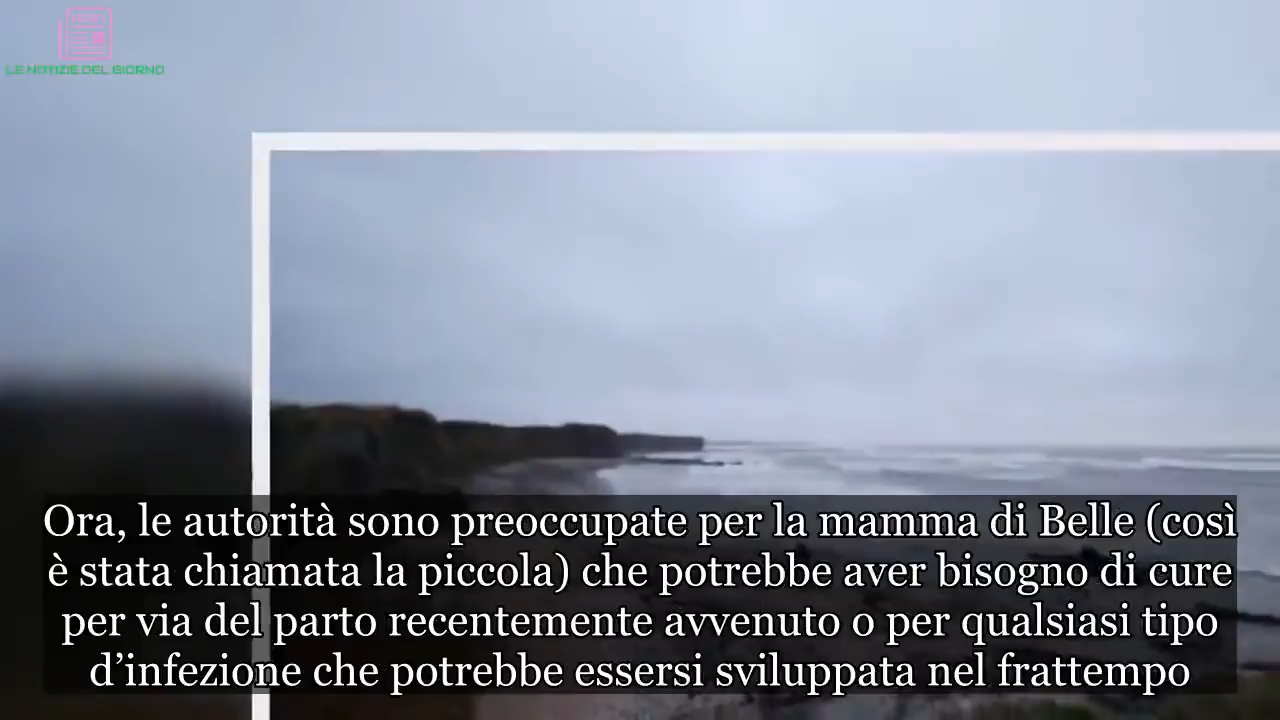 NEWS
LE NOTIZIE DEL GIORNO
Ora, le autorità sono preoccupate per la mamma di Belle (così
è stata chiamata la piccola) che potrebbe aver bisogno di cure
per via del parto recentemente avvenuto o per qualsiasi tipo
d’infezione che potrebbe essersi sviluppata nel frattempo